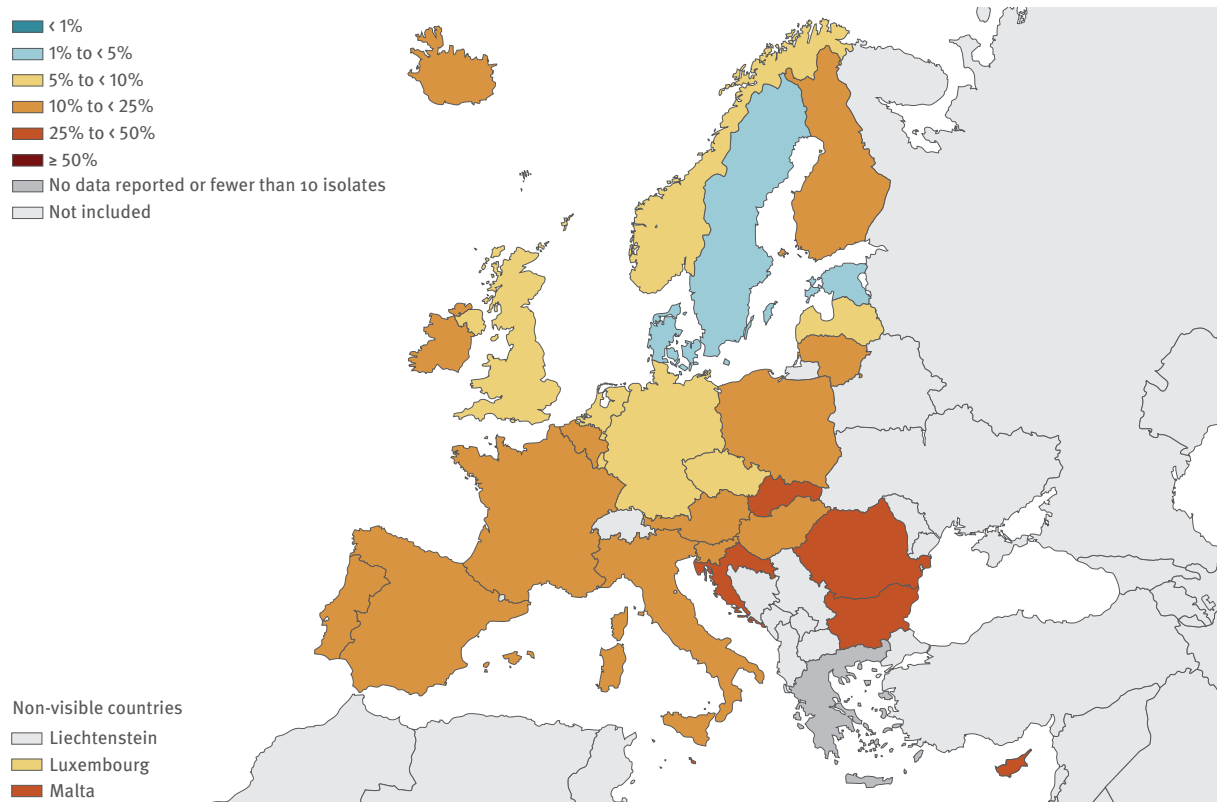 < 1%
1% to < 5%
5% to < 10%
10% to < 25%
25% to < 50%
≥ 50%
No data reported or fewer than 10 isolates
Not included
Non-visible countries
Liechtenstein
Luxembourg
Malta